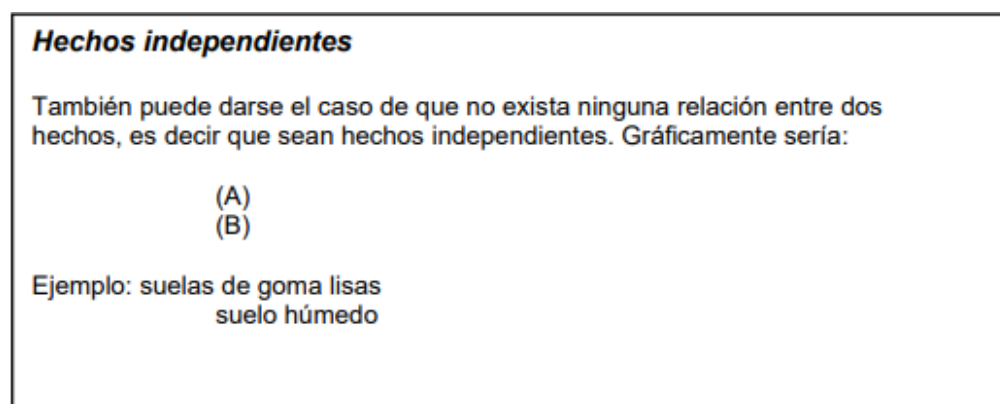 Hechos independientes
También puede darse el caso de que no exista ninguna relación entre dos
hechos, es decir que sean hechos independientes. Gráficamente sería:
(A)
(B)
Ejemplo: suelas de goma lisas
suelo húmedo